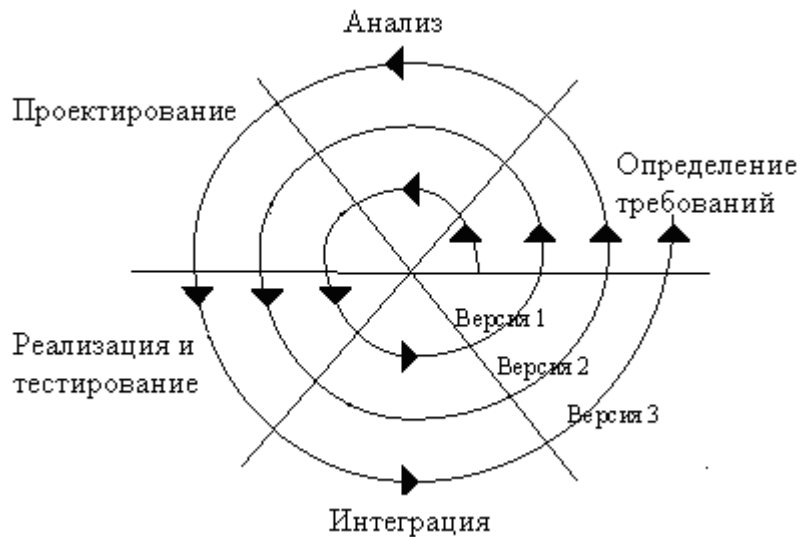 Анализ
Проектирование
Определение
требований
Версия 1
Реализация и
тестирование
Версия 2
Версия 3
Интеграция